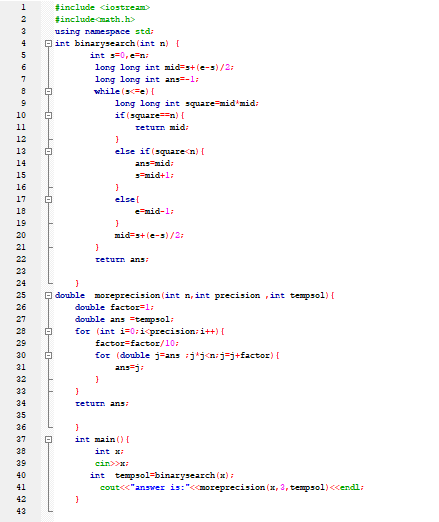 1 #include <iostream>
2 #include<math.h>
3 using namespace std;
4 int binarysearch(int n) {
5 int s=0,e=n;
6 long long int mid=s+(e-s)/2;
7 long long int ans=-1;
8 while(s<=e){
9 long long int square=mid*mid;
10 if(square==n){
11 return mid;
12 }
13 else if(square<n){
14 ans=mid;
15 s=mid+1;
16 }
17 else{
18 e=mid-1;
19 }
20 mid=s+(e-s)/2;
21 }
22 return ans;
23
24 }
25 double moreprecision(int n,int precision ,int tempsol){
26 double factor=1;
27 double ans =tempsol;
28 for (int i=0;i<precision;i++){
29 factor=factor/10;
30 for (double j=ans ;j*j<n;j=j+factor){
31 ans=j;
32 }
33 }
34 return ans;
35
36 }
37 int main(){
38 int x;
39 cin>>x;
40 int tempsol=binarysearch(x);
41 cout<<"answer is:"<<moreprecision(x,3,tempsol)<<endl;
42 }
43